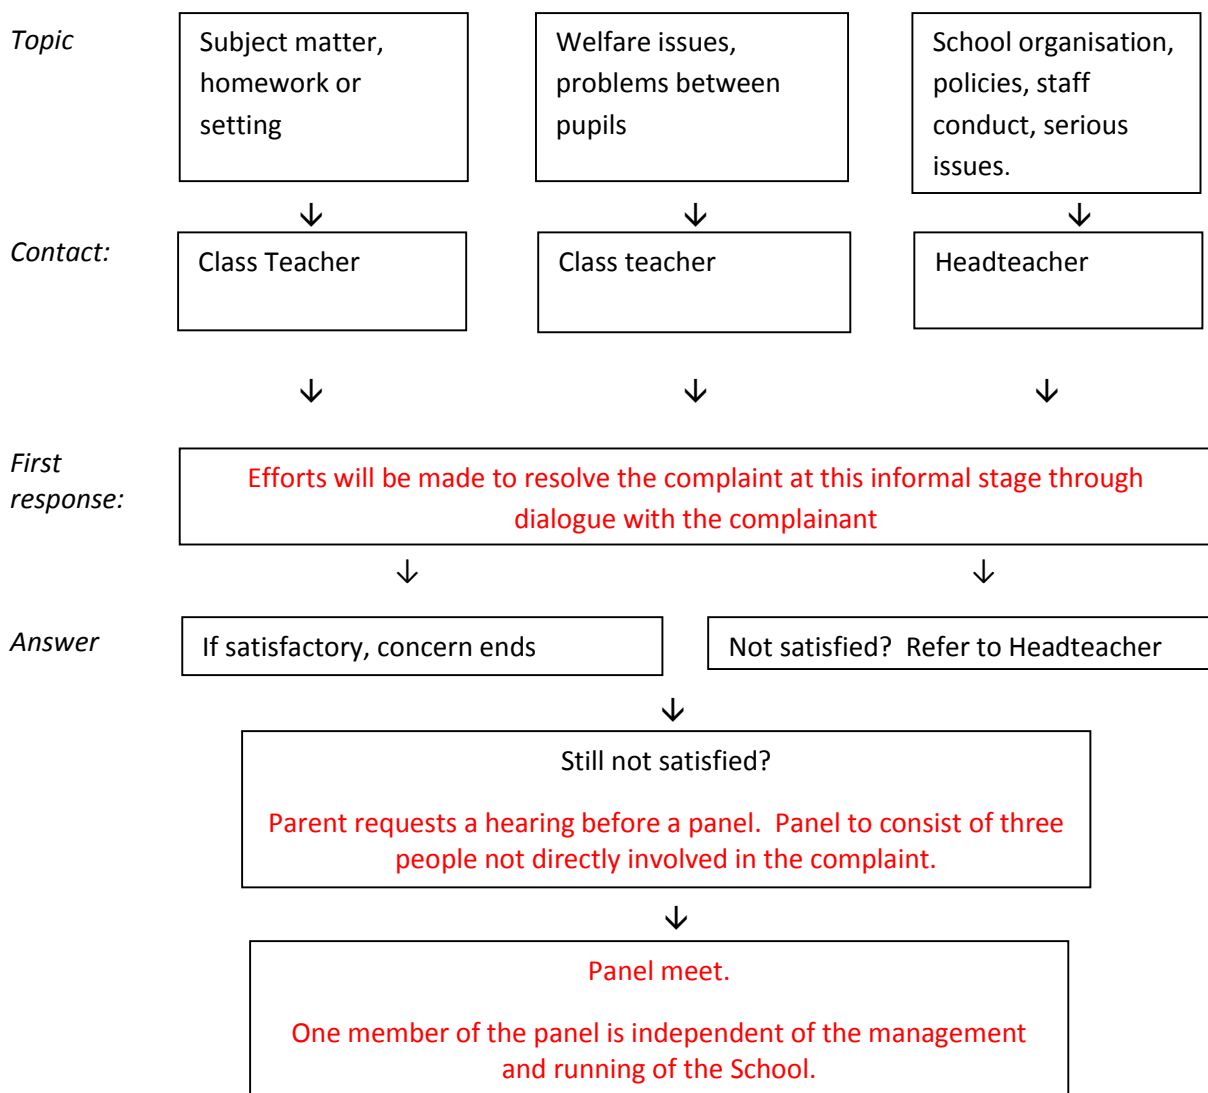 Topic
Subject matter,
homework or
setting
Welfare issues,
problems between
pupils
School organisation,
policies, staff
conduct, serious
issues.
Contact:
Class Teacher
Class teacher
Headteacher
First
response:
Efforts will be made to resolve the complaint at this informal stage through
dialogue with the complainant
Answer
If satisfactory, concern ends
Not satisfied?  Refer to Headteacher
Still not satisfied?
Parent requests a hearing before a panel.  Panel to consist of three
people not directly involved in the complaint.
Panel meet.
One member of the panel is independent of the management
and running of the School.